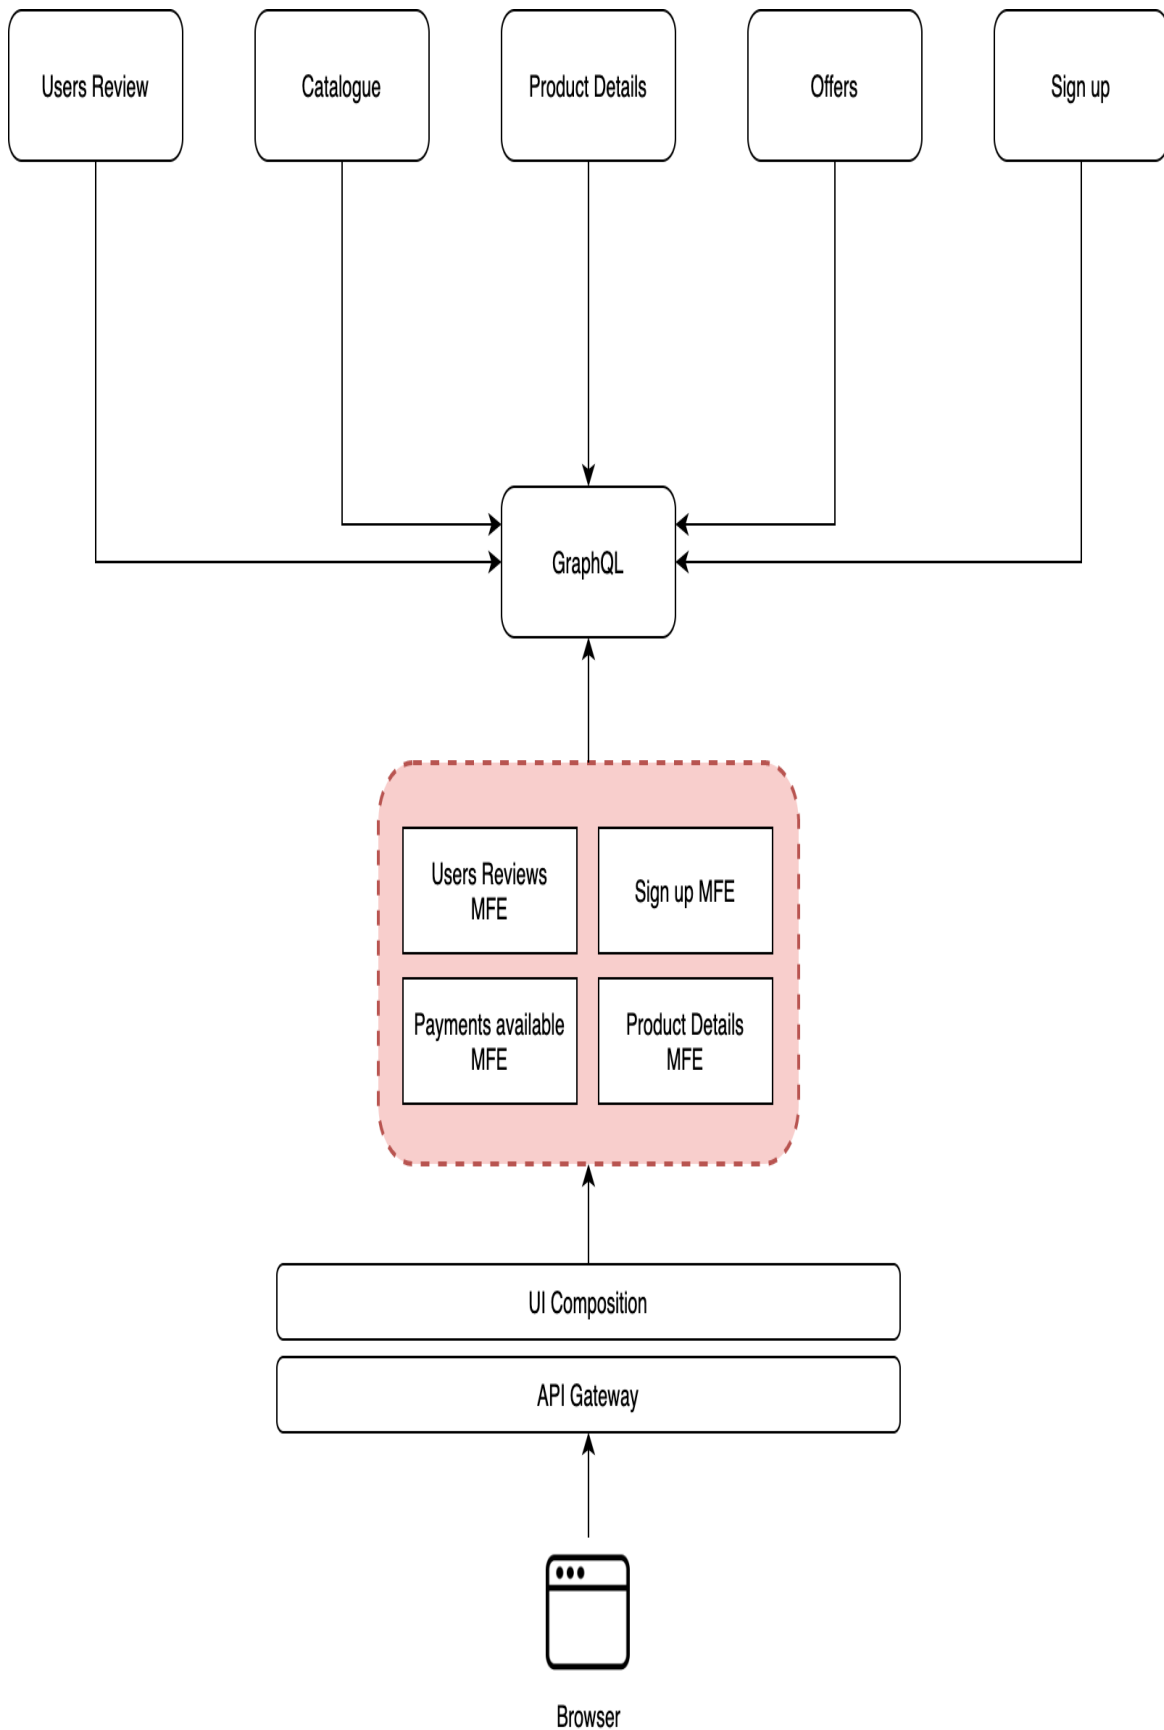 Users Review
Catalogue
Product Details
Offers
Sign up
GraphQL
Users Reviews
MFE
Sign up MFE
Payments available
MFE
Product Details
MFE
UI Composition
API Gateway
Browser